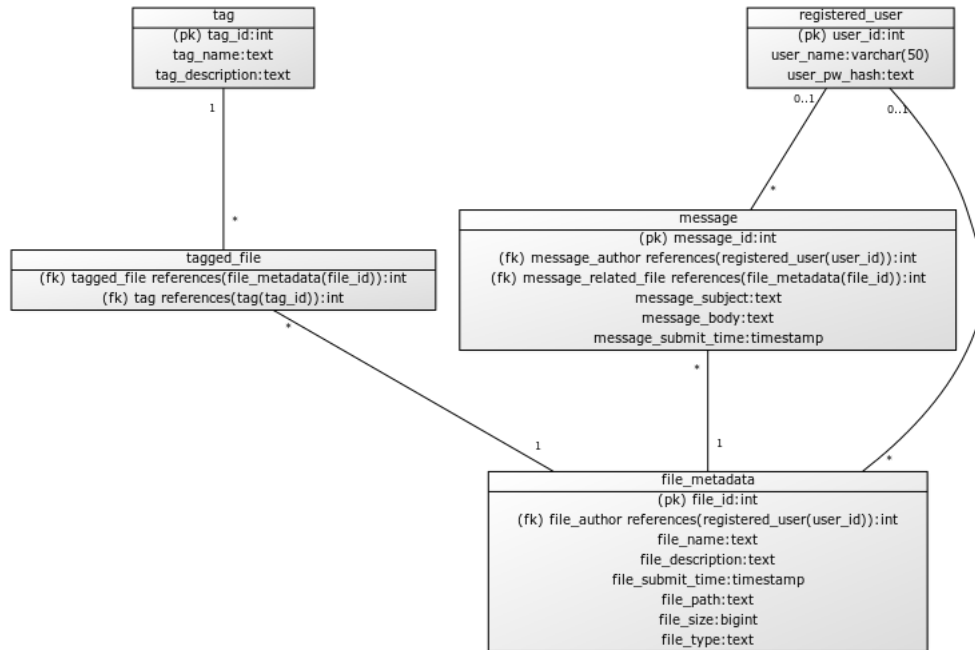 tag
(pk) tag_id:int
tag_name:text
tag_description:text
registered_user
(pk) user_id:int
user_name:varchar(50)
user_pw_hash:text
1
0..1
0..1
*
*
message
(pk) message_id:int
(fk) message_author references(registered_user(user_id)):int
(fk) message_related_file references(file_metadata(file_id)):int
message_subject:text
message_body:text
message_submit_time:timestamp
tagged_file
(fk) tagged_file references(file_metadata(file_id)):int
(fk) tag references(tag(tag_id)):int
*
*
1
1
*
file_metadata
(pk) file_id:int
(fk) file_author references(registered_user(user_id)):int
file_name:text
file_description:text
file_submit_time:timestamp
file_path:text
file_size:bigint
file_type:text